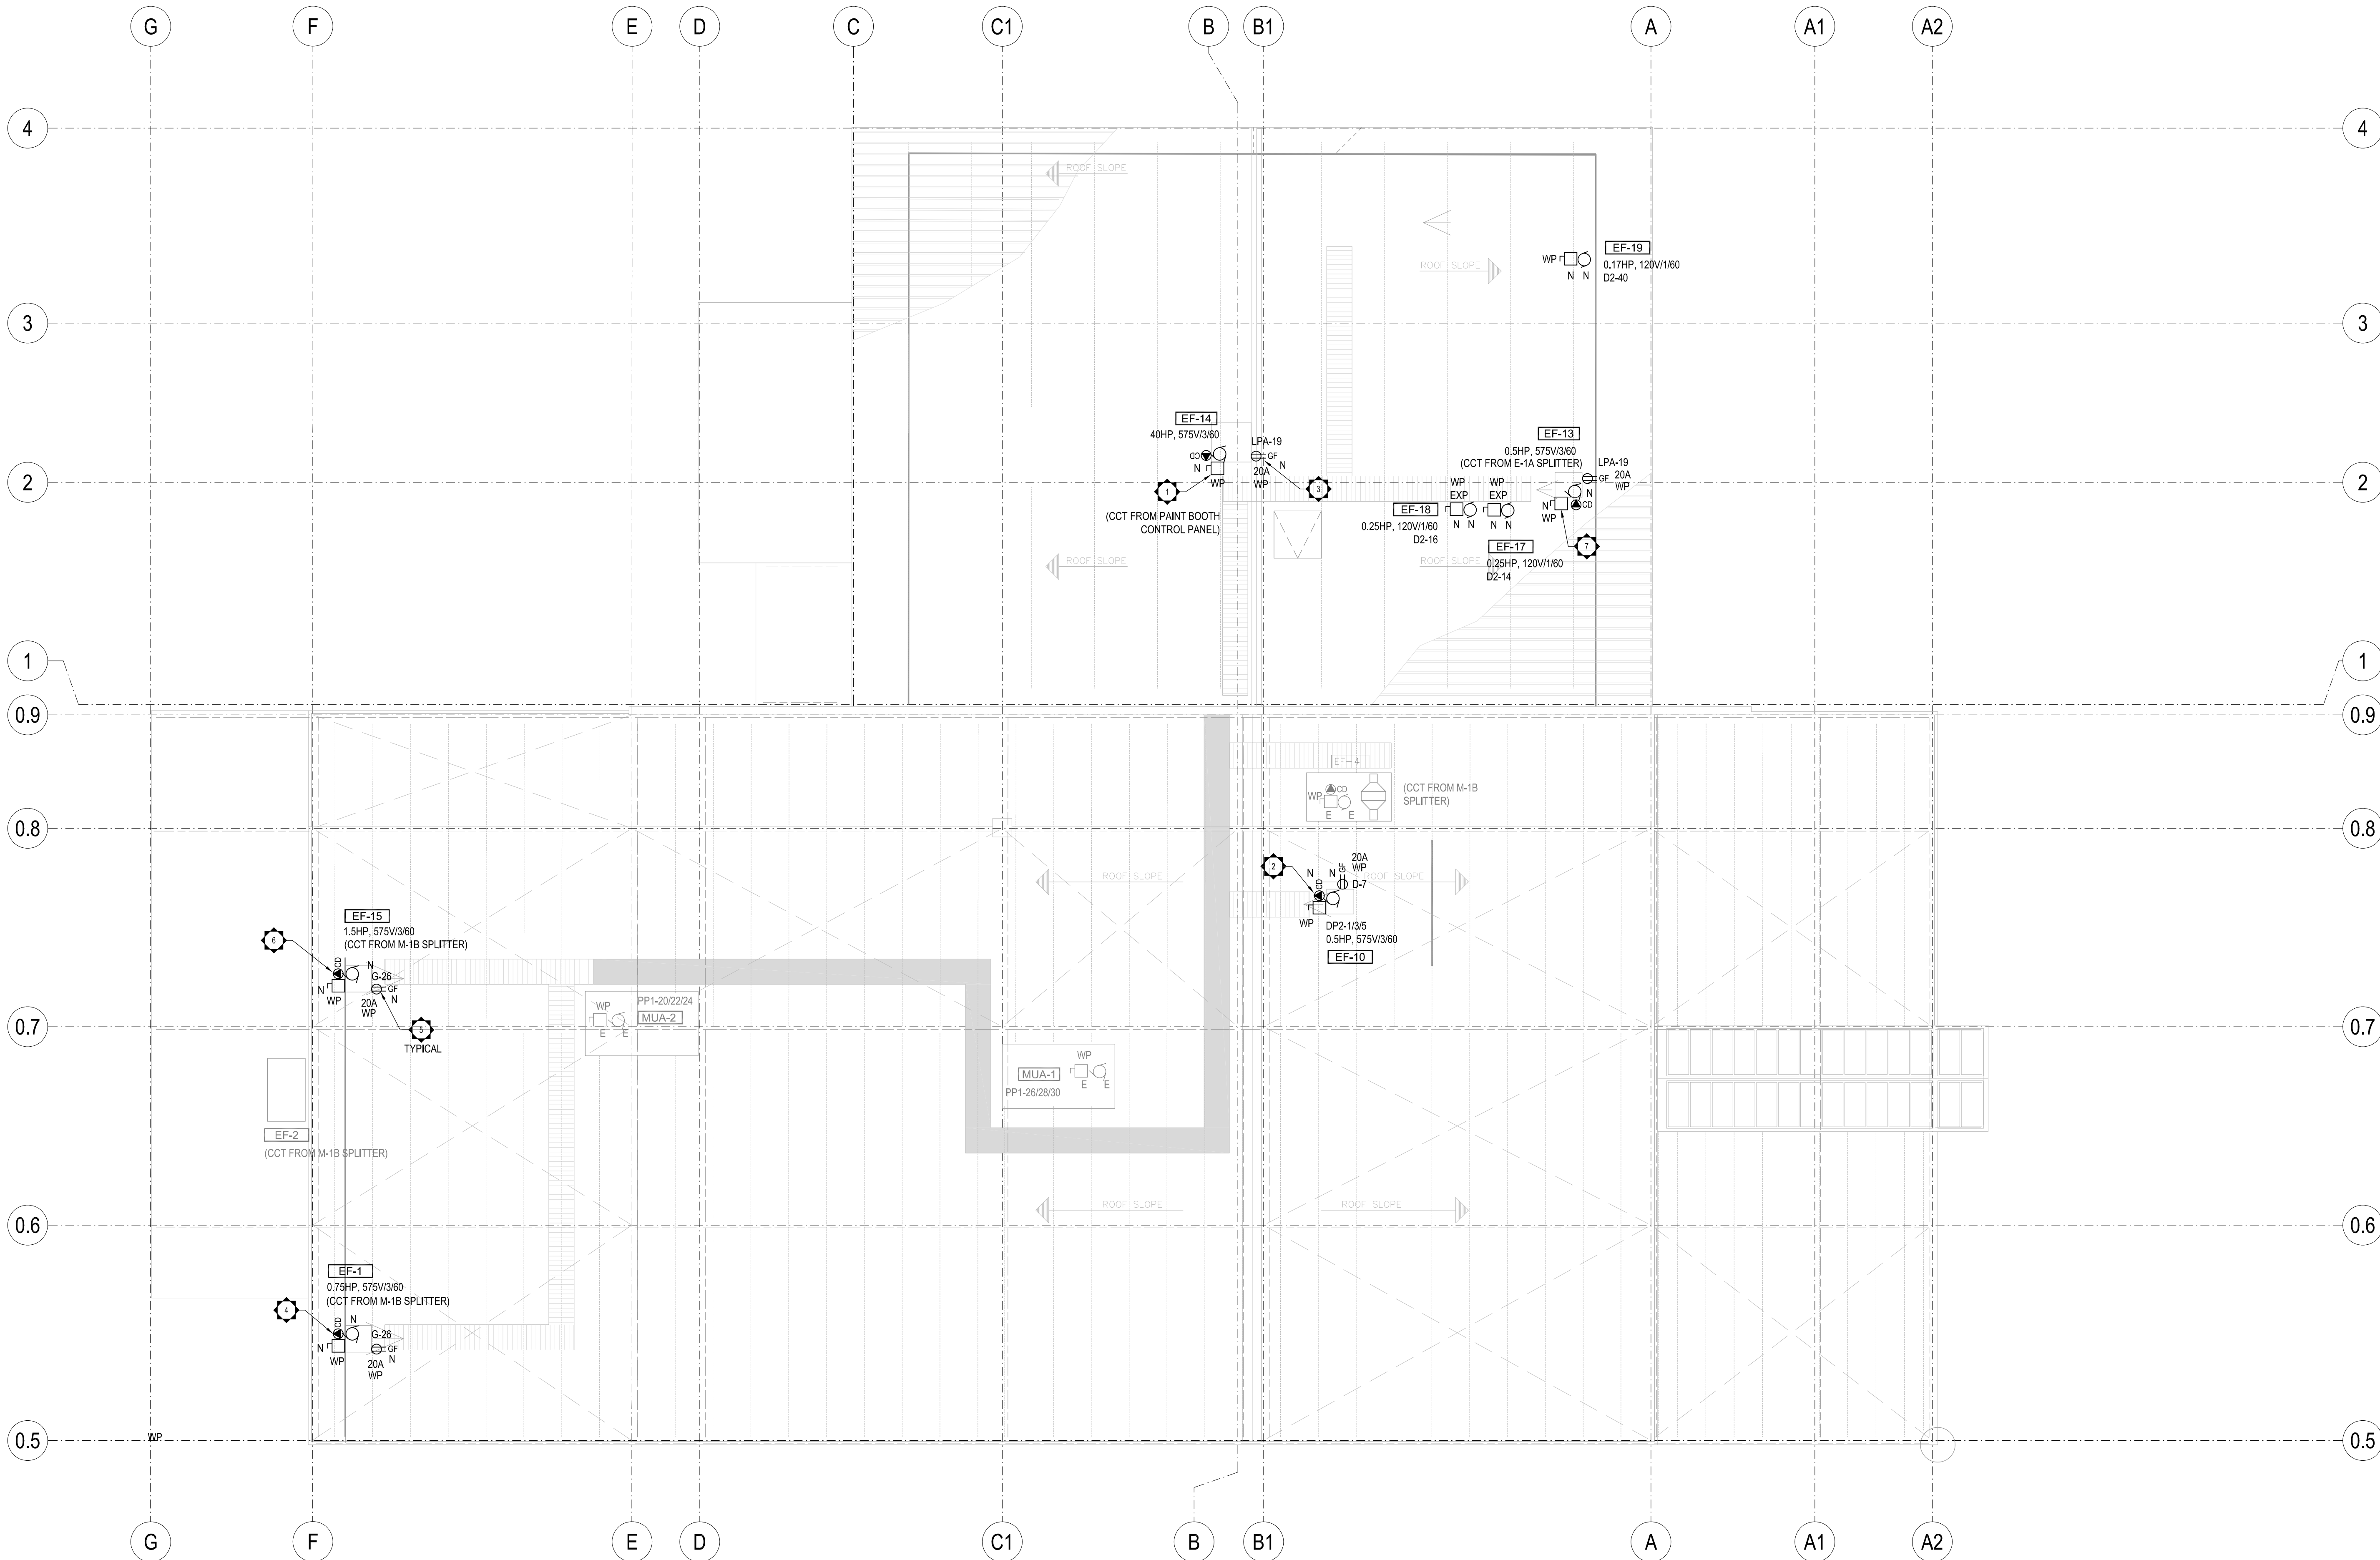 G F E D C C1 B B1 A A1 A2
4 4
ROOF SLOPE
EF-19
WP
0.17HP, 120V/1/60
N N
D2-40
ROOF SLOPE
3 3
EF-14
40HP, 575V/3/60
CD
N
WP
1
(CCT FROM PAINT BOOTH
CONTROL PANEL)
LPA-19
GF
N
20A
WP
3
EF-13
0.5HP, 575V/3/60
(CCT FROM E-1A SPLITTER)
LPA-19
GF
20A
WP
N
N
CD
WP
7
2 2
WP WP
EXP EXP
EF-18
N N N N
0.25HP, 120V/1/60
D2-16
EF-17
0.25HP, 120V/1/60
D2-14
ROOF SLOPE
ROOF SLOPE
1 1
0.9 0.9
EF-4
CD
WP
E E
(CCT FROM M-1B
SPLITTER)
0.8 0.8
2
N N
CD
GF
20A
WP
D-7
WP
DP2-1/3/5
0.5HP, 575V/3/60
EF-10
ROOF SLOPE
ROOF SLOPE
EF-15
1.5HP, 575V/3/60
(CCT FROM M-1B SPLITTER)
6
CD
N
G-26
N
GF
WP
N
20A
WP
5
TYPICAL
WP
PP1-20/22/24
MUA-2
E E
0.7 0.7
WP
MUA-1
E E
PP1-26/28/30
EF-2
(CCT FROM M-1B SPLITTER)
ROOF SLOPE
ROOF SLOPE
0.6 0.6
EF-1
0.75HP, 575V/3/60
(CCT FROM M-1B SPLITTER)
4
CD
N
G-26
N
GF
WP
N
20A
WP
0.5 0.5
WP
G F E D C1 B B1 A A1 A2